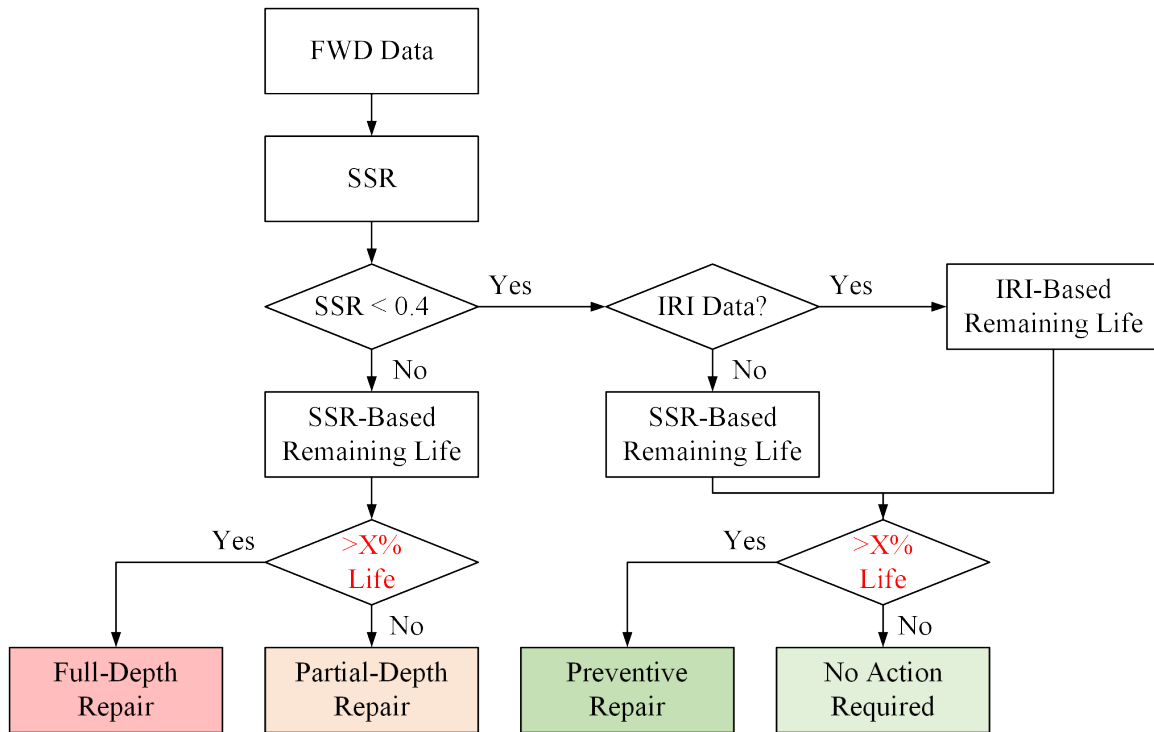 FWD Data
SSR
SSR < 0.4
Yes
IRI Data?
Yes
IRI-Based
Remaining Life
No
No
SSR-Based
Remaining Life
SSR-Based
Remaining Life
Yes
>X%
Life
Yes
>X%
Life
No
No
Full-Depth
Repair
Partial-Depth
Repair
Preventive
Repair
No Action
Required